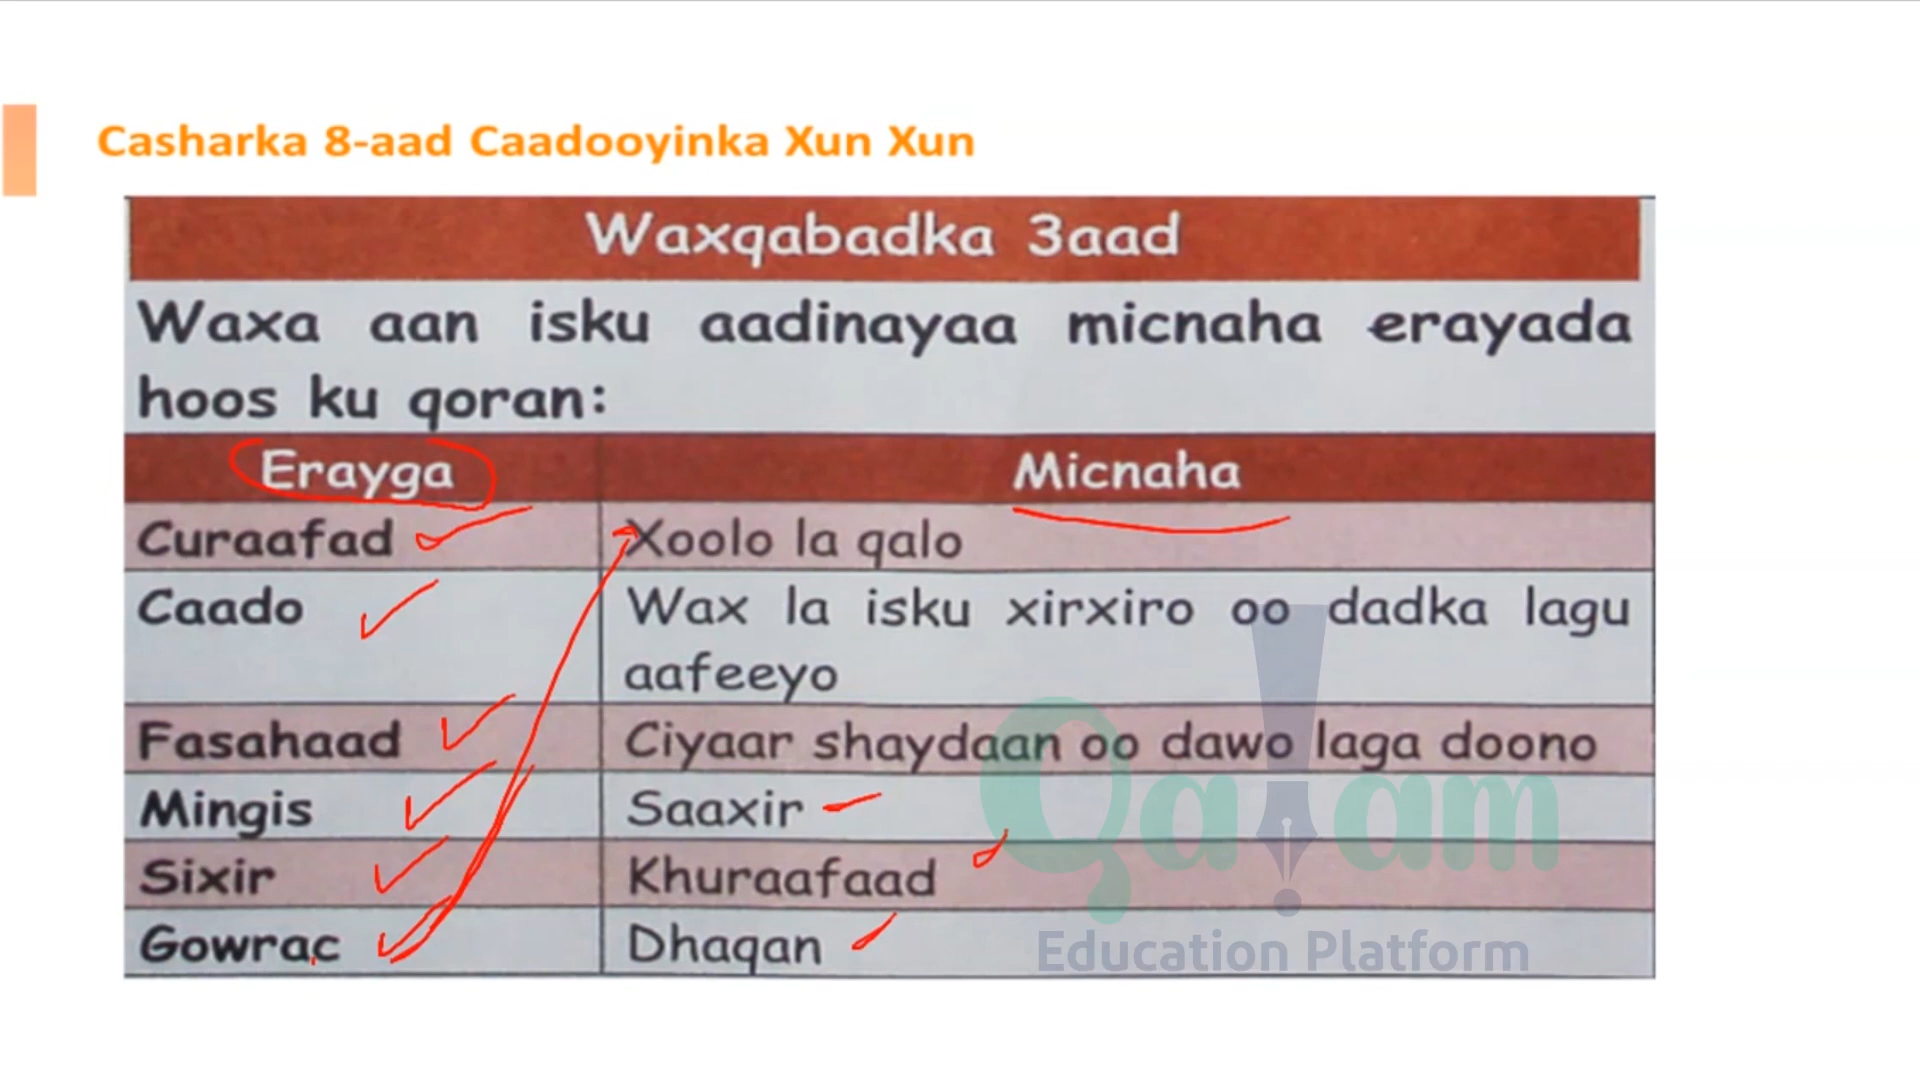 Casharka 8-aad Caadooyinka Xun Xun
Waxqabadka 3aad
Waxa aan isku aadinayaa micnaha erayada
hoos ku qoran:
Erayga Micnaha
Curaafad Xoolo la qalo
Caado Wax la isku xirxiro oo dadka lagu
aafeeyo
Fasahaad Ciyaar shaydaan oo dawo laga doono
Mingis Saaxir
Sixir Khuraafaad
Gowrac Dhaqan
Qalam
Education Platform